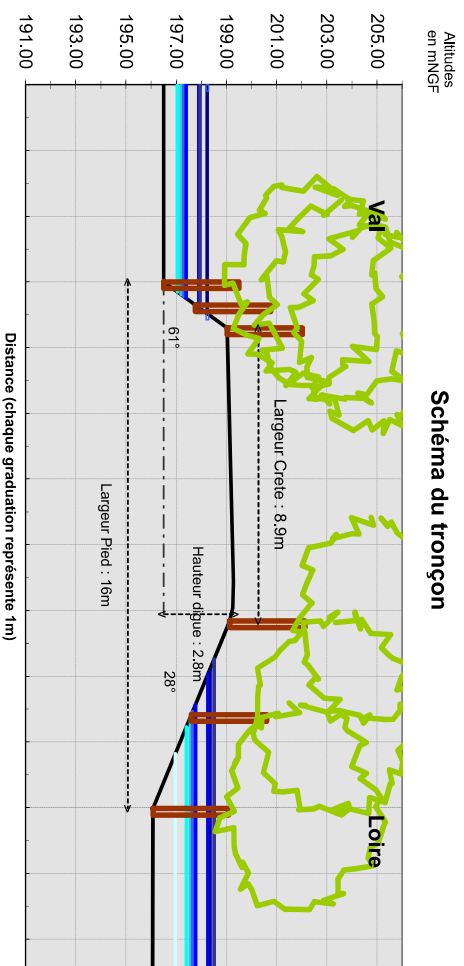 Schéma du tronçon
Altitudes
en mNGF
Val
Loire
205.00
203.00
201.00
199.00
197.00
195.00
193.00
191.00
Largeur Crete : 8.9m
Hauteur digue : 2.8m
61°
28°
Largeur Pied : 16m
Distance (chaque graduation représente 1m)